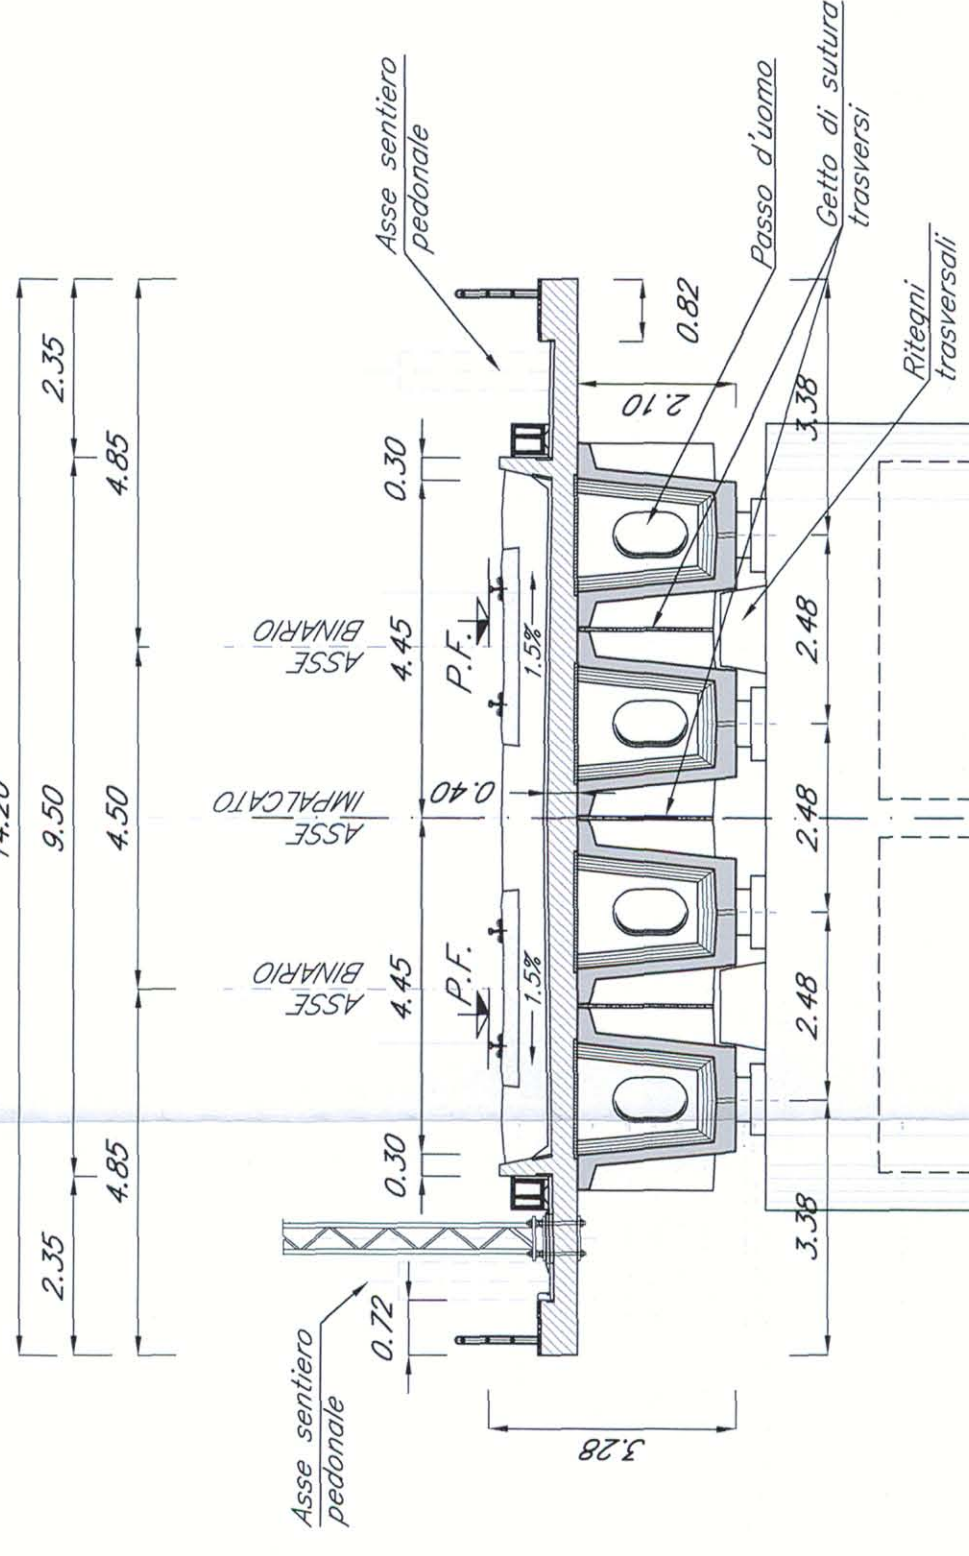 9.50
2.35
2.35
4.85
4.50
4.85
ASSE
BINARIO
ASSE
IMPALCATO
ASSE
BINARIO
Asse sentiero
pedonale
Asse sentiero
pedonale
0.72
0.30
4.45
4.45
0.30
P.F.
P.F.
1.5%
0.40
1.5%
3.28
2.10
0.82
3.38
2.48
2.48
2.48
3.38
Passo d'uomo
Getto di sutura
trasversi
Ritegni
trasversali